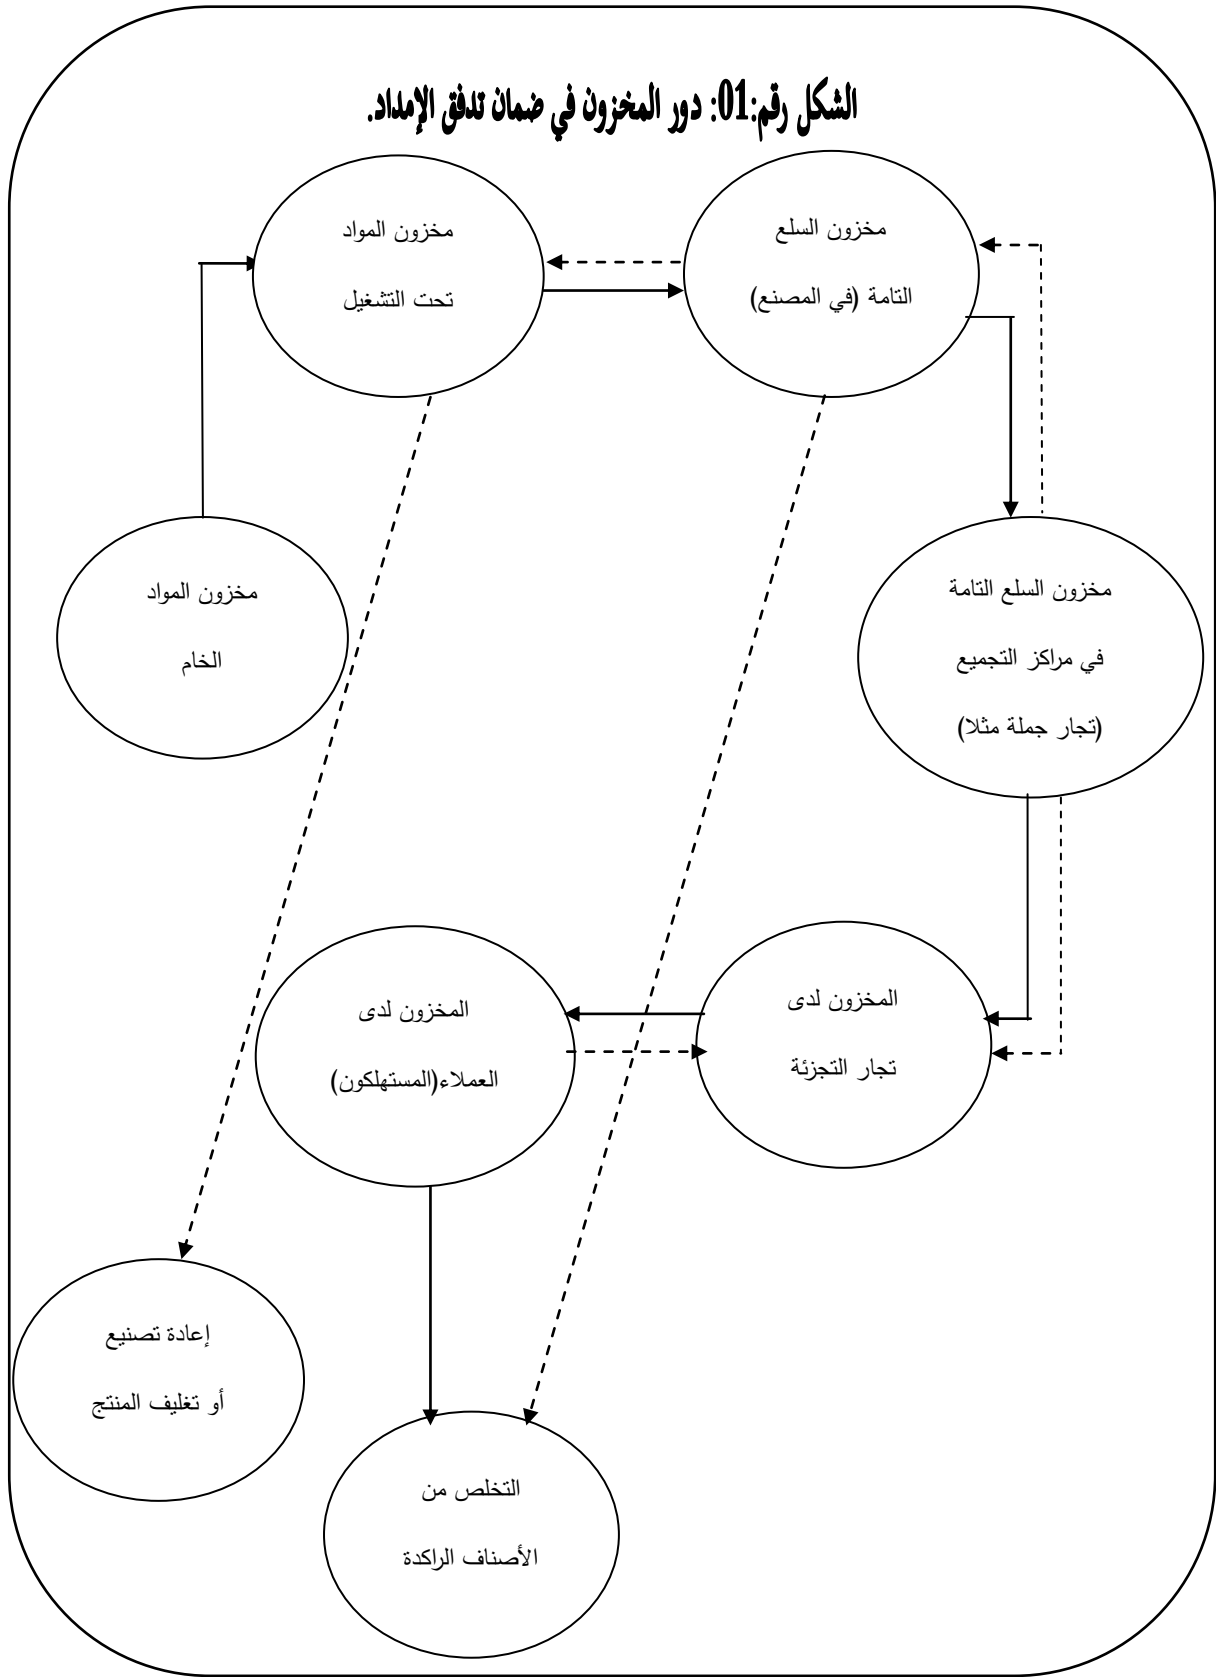 الشكل رقم:01: دور المخزون في ضمان تدفق الإمداد.
مخزون السلع
التامة (في المصنع)
مخزون المواد
تحت التشغيل
مخزون السلع التامة
في مراكز التجميع
(تجار جملة مثلا)
مخزون المواد
الخام
المخزون لدى
تجار التجزئة
المخزون لدى
العملاء(المستهلكون)
إعادة تصنيع
أو تغليف المنتج
التخلص من
الأصناف الراكدة